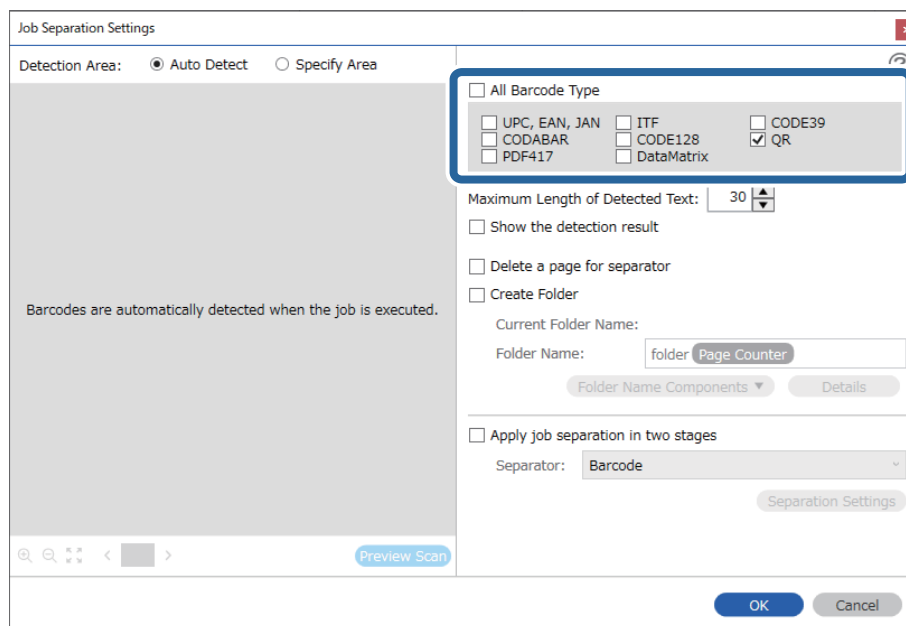 Job Separation Settings
Detection Area: Auto Detect Specify Area
All Barcode Type
UPC, EAN, JAN ITF CODE39
CODABAR CODE128 QR
PDF417 DataMatrix
Maximum Length of Detected Text: 30
Show the detection result
Delete a page for separator
Create Folder
Barcodes are automatically detected when the job is executed.
Current Folder Name:
Folder Name: folder Page Counter
Folder Name Components Details
Apply job separation in two stages
Separator: Barcode
Separation Settings
Preview Scan
OK Cancel